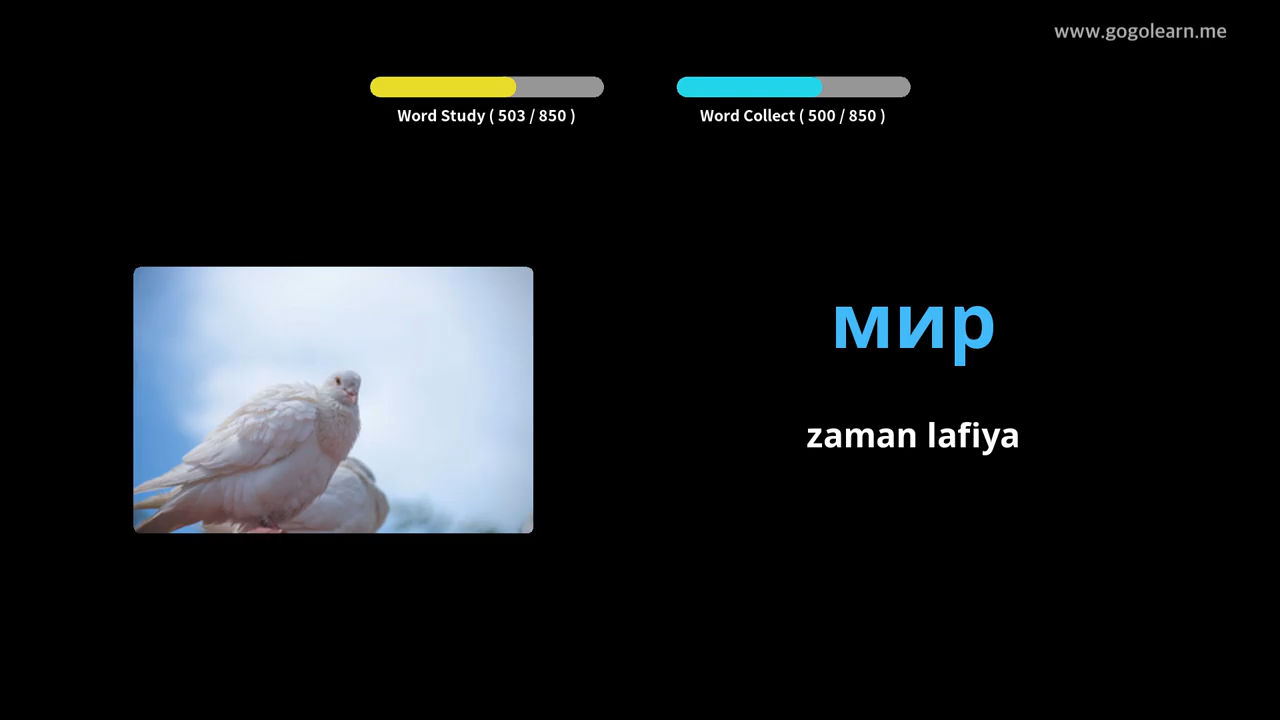 www.gogolearn.me
Word Study ( 503 / 850 )
Word Collect ( 500 / 850 )
мир
zaman lafiya